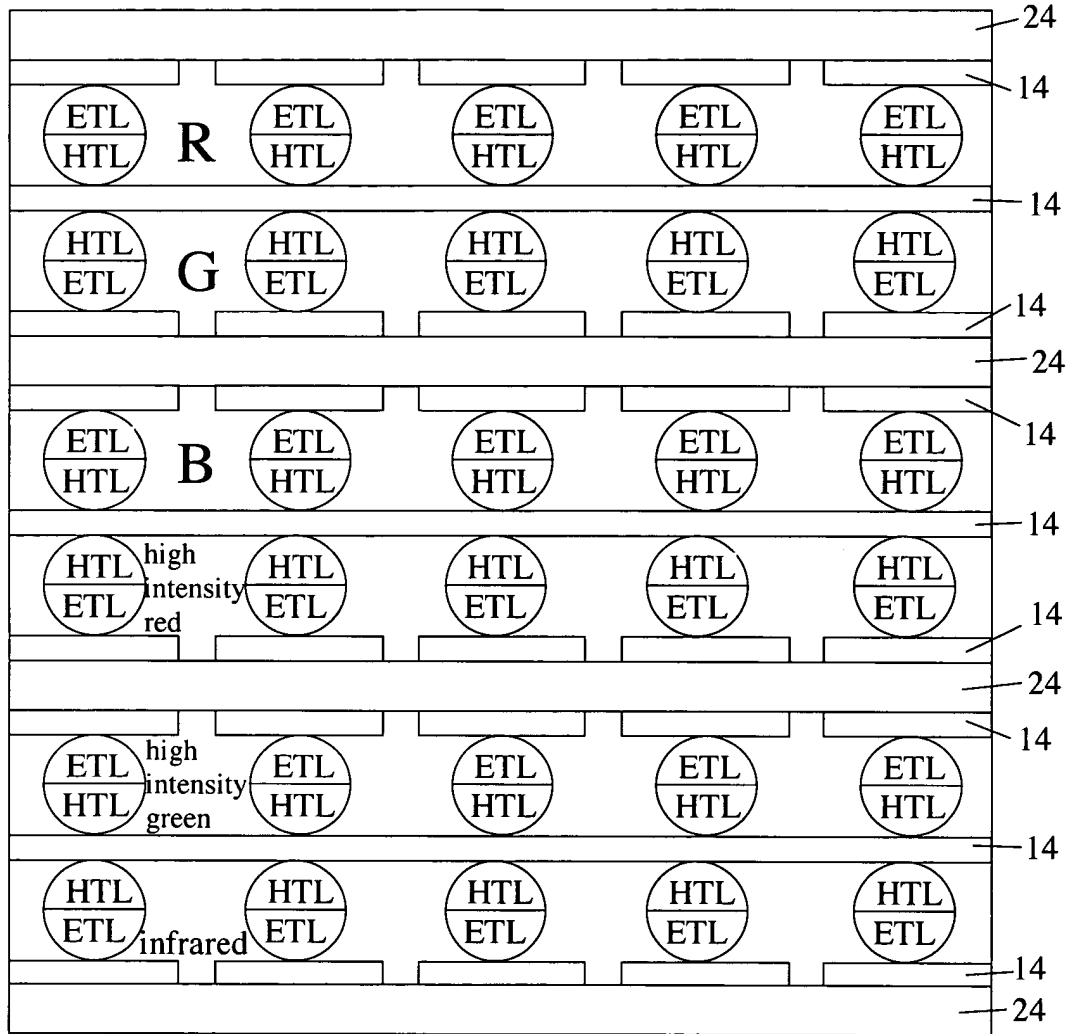 24
14
ETL ETL ETL ETL ETL
R
HTL HTL HTL HTL HTL
14
HTL HTL HTL HTL HTL
G
ETL ETL ETL ETL ETL
14
24
14
ETL ETL ETL ETL ETL
B
HTL HTL HTL HTL HTL
14
HTL high HTL HTL HTL HTL
intensity
ETL ETL ETL ETL ETL
red
14
24
14
high
ETL ETL ETL ETL ETL
intensity
HTL HTL HTL HTL HTL
green
14
HTL HTL HTL HTL HTL
ETL infrared ETL ETL ETL ETL
14
24